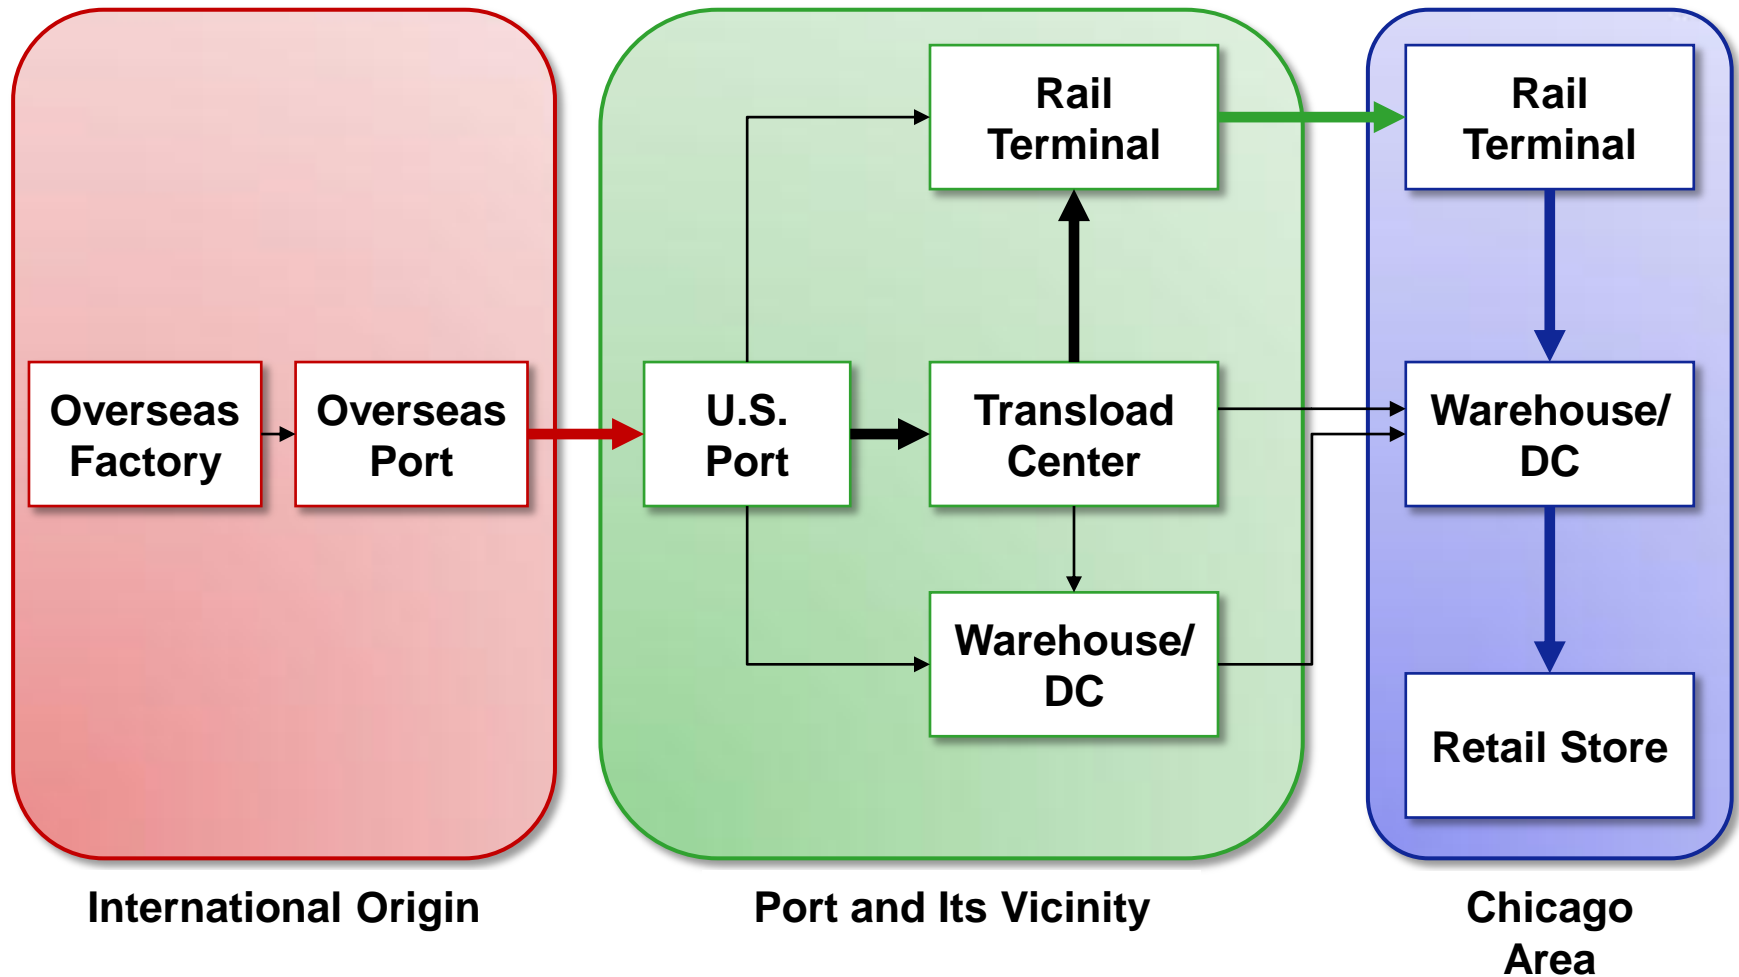 Rail
Terminal
Rail
Terminal
Overseas
Factory
Overseas
Port
U.S.
Port
Transload
Center
Warehouse/
DC
Warehouse/
DC
Retail Store
International Origin
Port and Its Vicinity
Chicago
Area